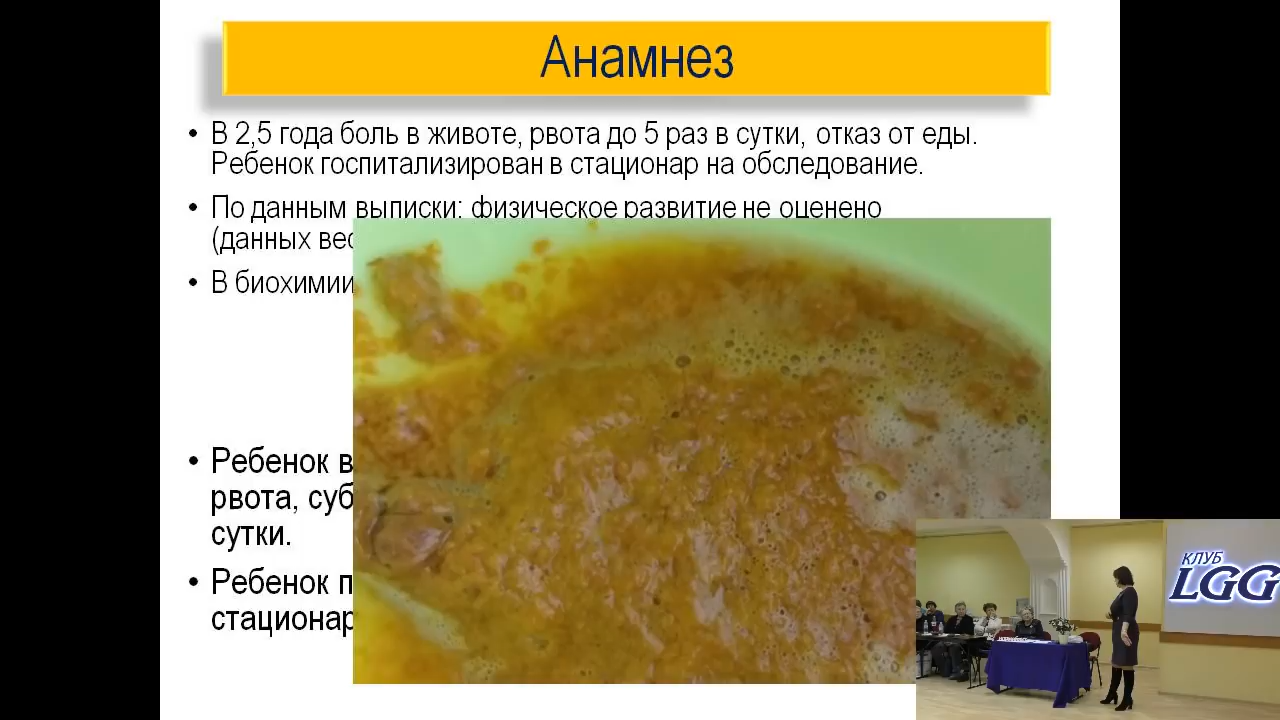 Анамнез
• В 2,5 года боль в животе, рвота до 5 раз в сутки, отказ от еды.
Ребенок госпитализирован в стационар на обследование.
• По данным выписки: физическое развитие не оценено
(данных вес
• В биохимии
• Ребенок в
рвота, суб
сутки.
• Ребенок п
стационар
КЛУБ
LGG